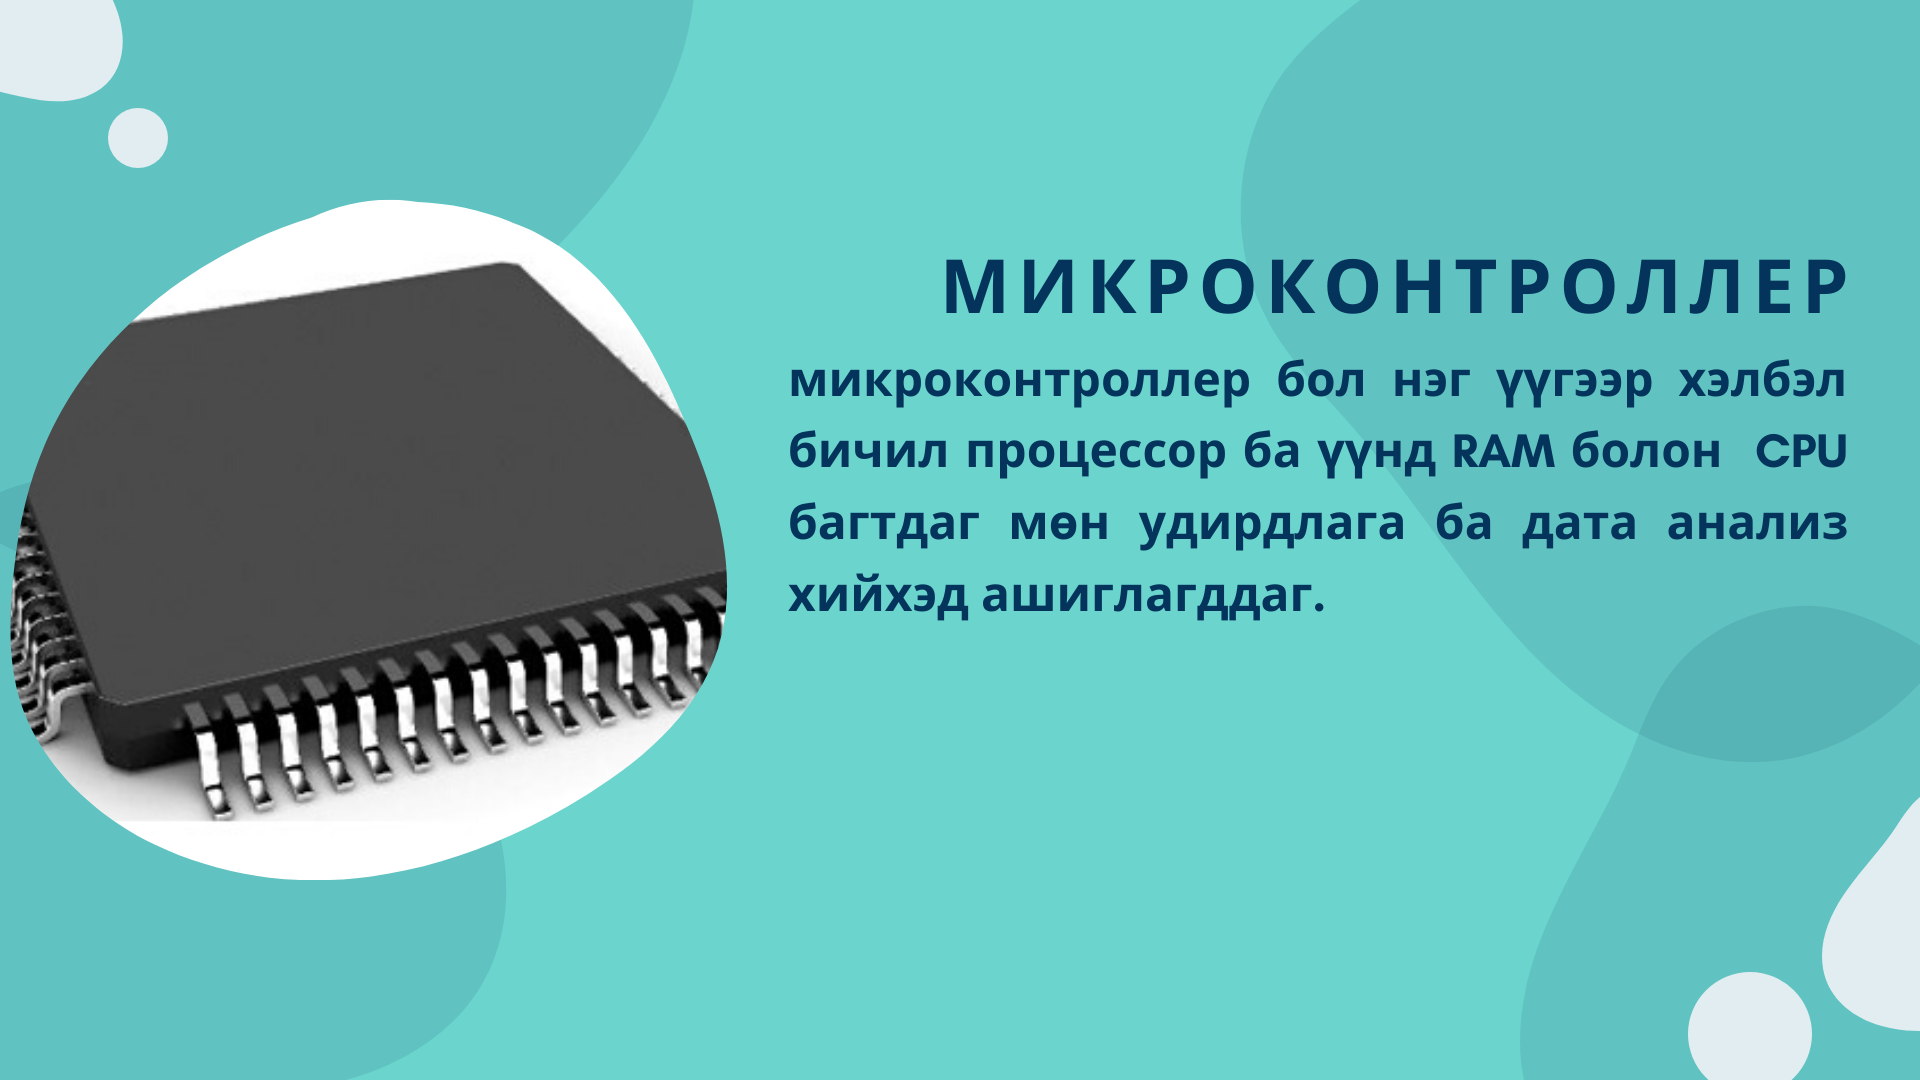 МИКРОКОНТРОЛЛЕР
микроконтроллер бол нэг үүгээр хэлбэл
бичил процессор ба үүнд RAM болон CPU
багтдаг мөн удирдлага ба дата анализ
хийхэд ашиглагддаг.